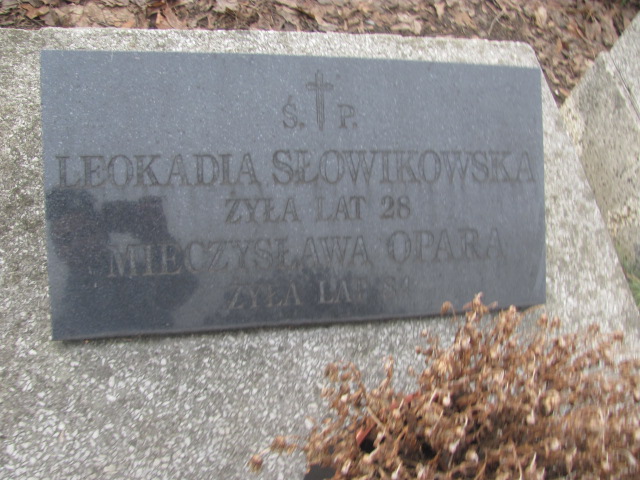 Ś. P.
LEOKADIA SŁOWIKOWSKA
ŻYŁA LAT 28
MIECZYSŁAWA OPARA
ŻYŁA LAT